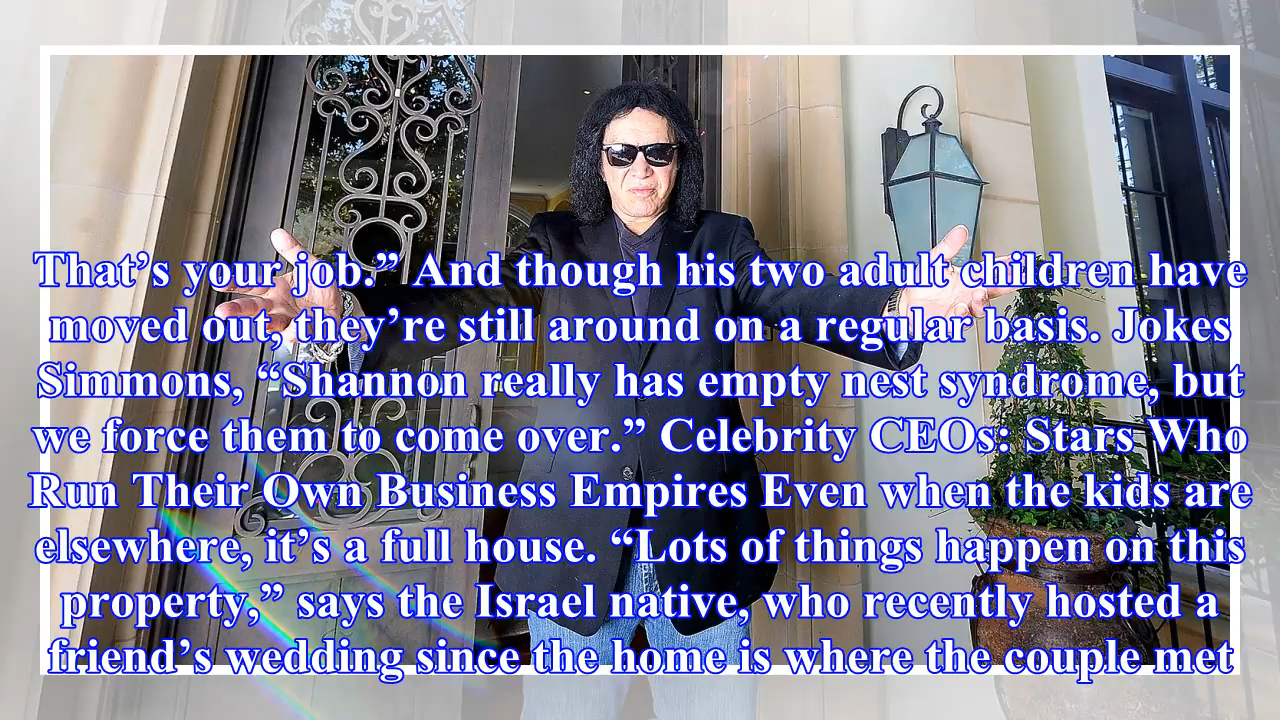 That’s your job.” And though his two adult children have
moved out, they’re still around on a regular basis. Jokes
Simmons, “Shannon really has empty nest syndrome, but
we force them to come over.” Celebrity CEOs: Stars Who
Run Their Own Business Empires Even when the kids are
elsewhere, it’s a full house. “Lots of things happen on this
property,” says the Israel native, who recently hosted a
friend’s wedding since the home is where the couple met